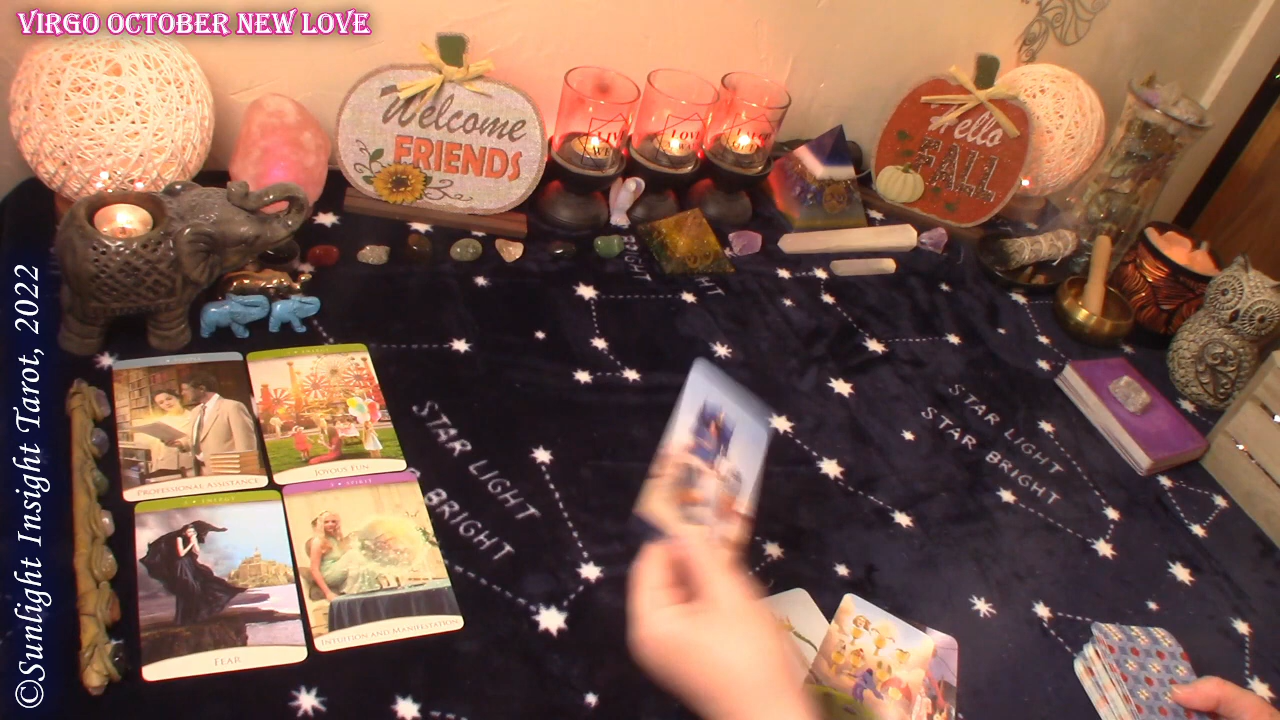 VIRGO OCTOBER NEW LOVE
©Sunlight Insight Tarot, 2022
Welcome
FRIENDS
LOVE
Hello
FALL
STAR LIGHT
BRIGHT
STAR LIGHT
STAR BRIGHT
PROFESSIONAL ASSISTANCE
JOYOUS FUN
FEAR
INTUITION AND MANIFESTATION